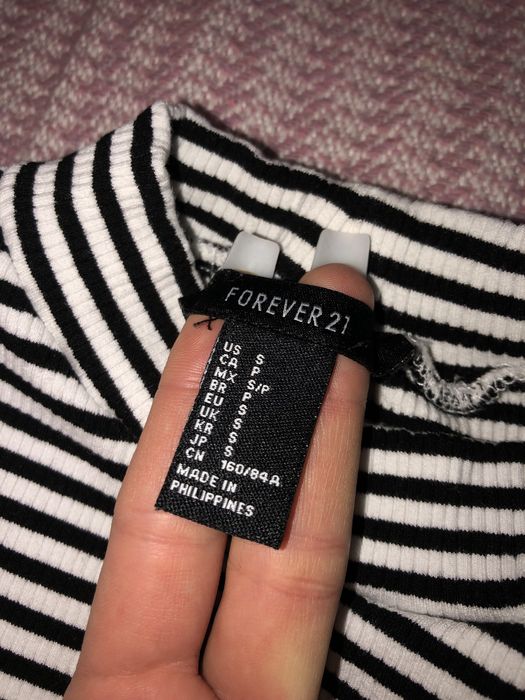 FOREVER 21
US S
CA P
MX S/P
BR P
EU S
UK S
KR S
JP S
CN 160/84A
MADE IN
PHILIPPINES